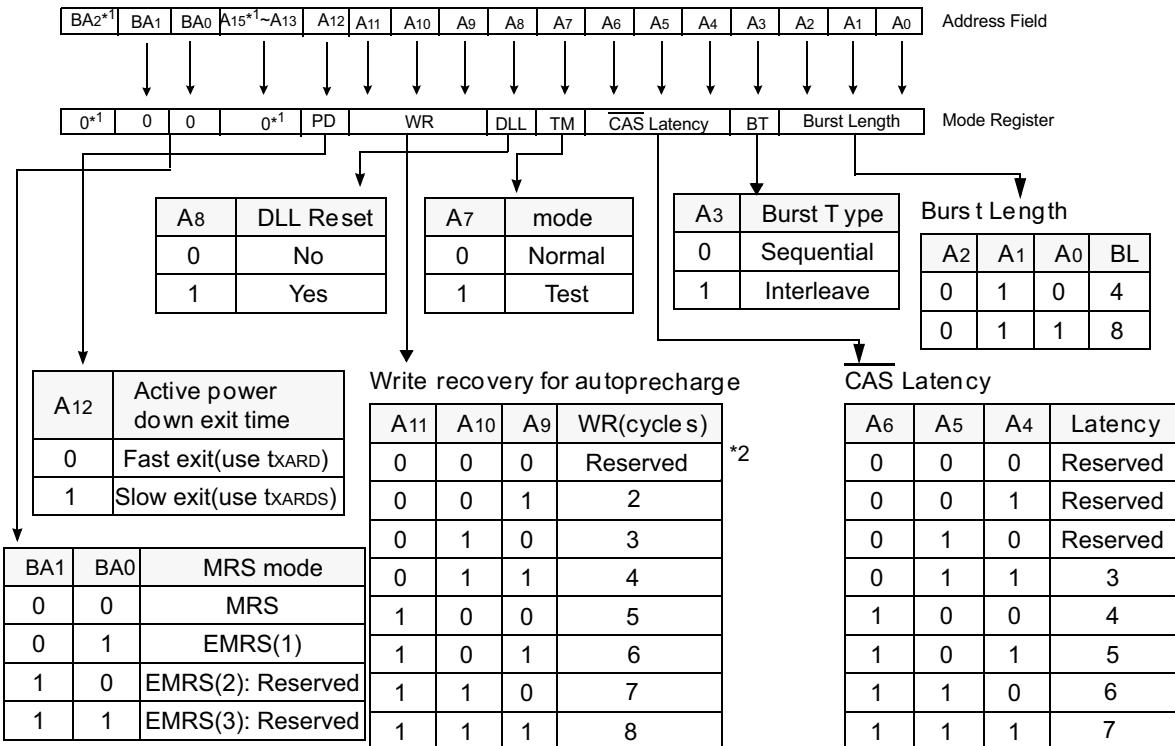 BA2*1 BA1 BA0 A15*1~A13 A12 A11 A10 A9 A8 A7 A6 A5 A4 A3 A2 A1 A0 Address Field
0*1 0 0 0*1 PD WR DLL TM CAS Latency BT Burst Length Mode Register
A8 DLL Reset
0 No
1 Yes
A7 mode
0 Normal
1 Test
A3 Burst Type
0 Sequential
1 Interleave
Burst Length
A2 A1 A0 BL
0 1 0 4
0 1 1 8
A12 Active power
down exit time
0 Fast exit(use tXARD)
1 Slow exit(use tXARDS)
BA1 BA0 MRS mode
0 0 MRS
0 1 EMRS(1)
1 0 EMRS(2): Reserved
1 1 EMRS(3): Reserved
Write recovery for autoprecharge
A11 A10 A9 WR(cycles)
0 0 0 Reserved *2
0 0 1 2
0 1 0 3
0 1 1 4
1 0 0 5
1 0 1 6
1 1 0 7
1 1 1 8
CAS Latency
A6 A5 A4 Latency
0 0 0 Reserved
0 0 1 Reserved
0 1 0 Reserved
0 1 1 3
1 0 0 4
1 0 1 5
1 1 0 6
1 1 1 7